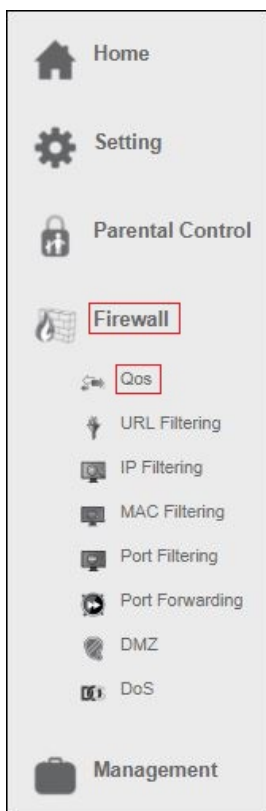 Home
Setting
Parental Control
Firewall
Qos
URL Filtering
IP Filtering
MAC Filtering
Port Filtering
Port Forwarding
DMZ
DoS
Management